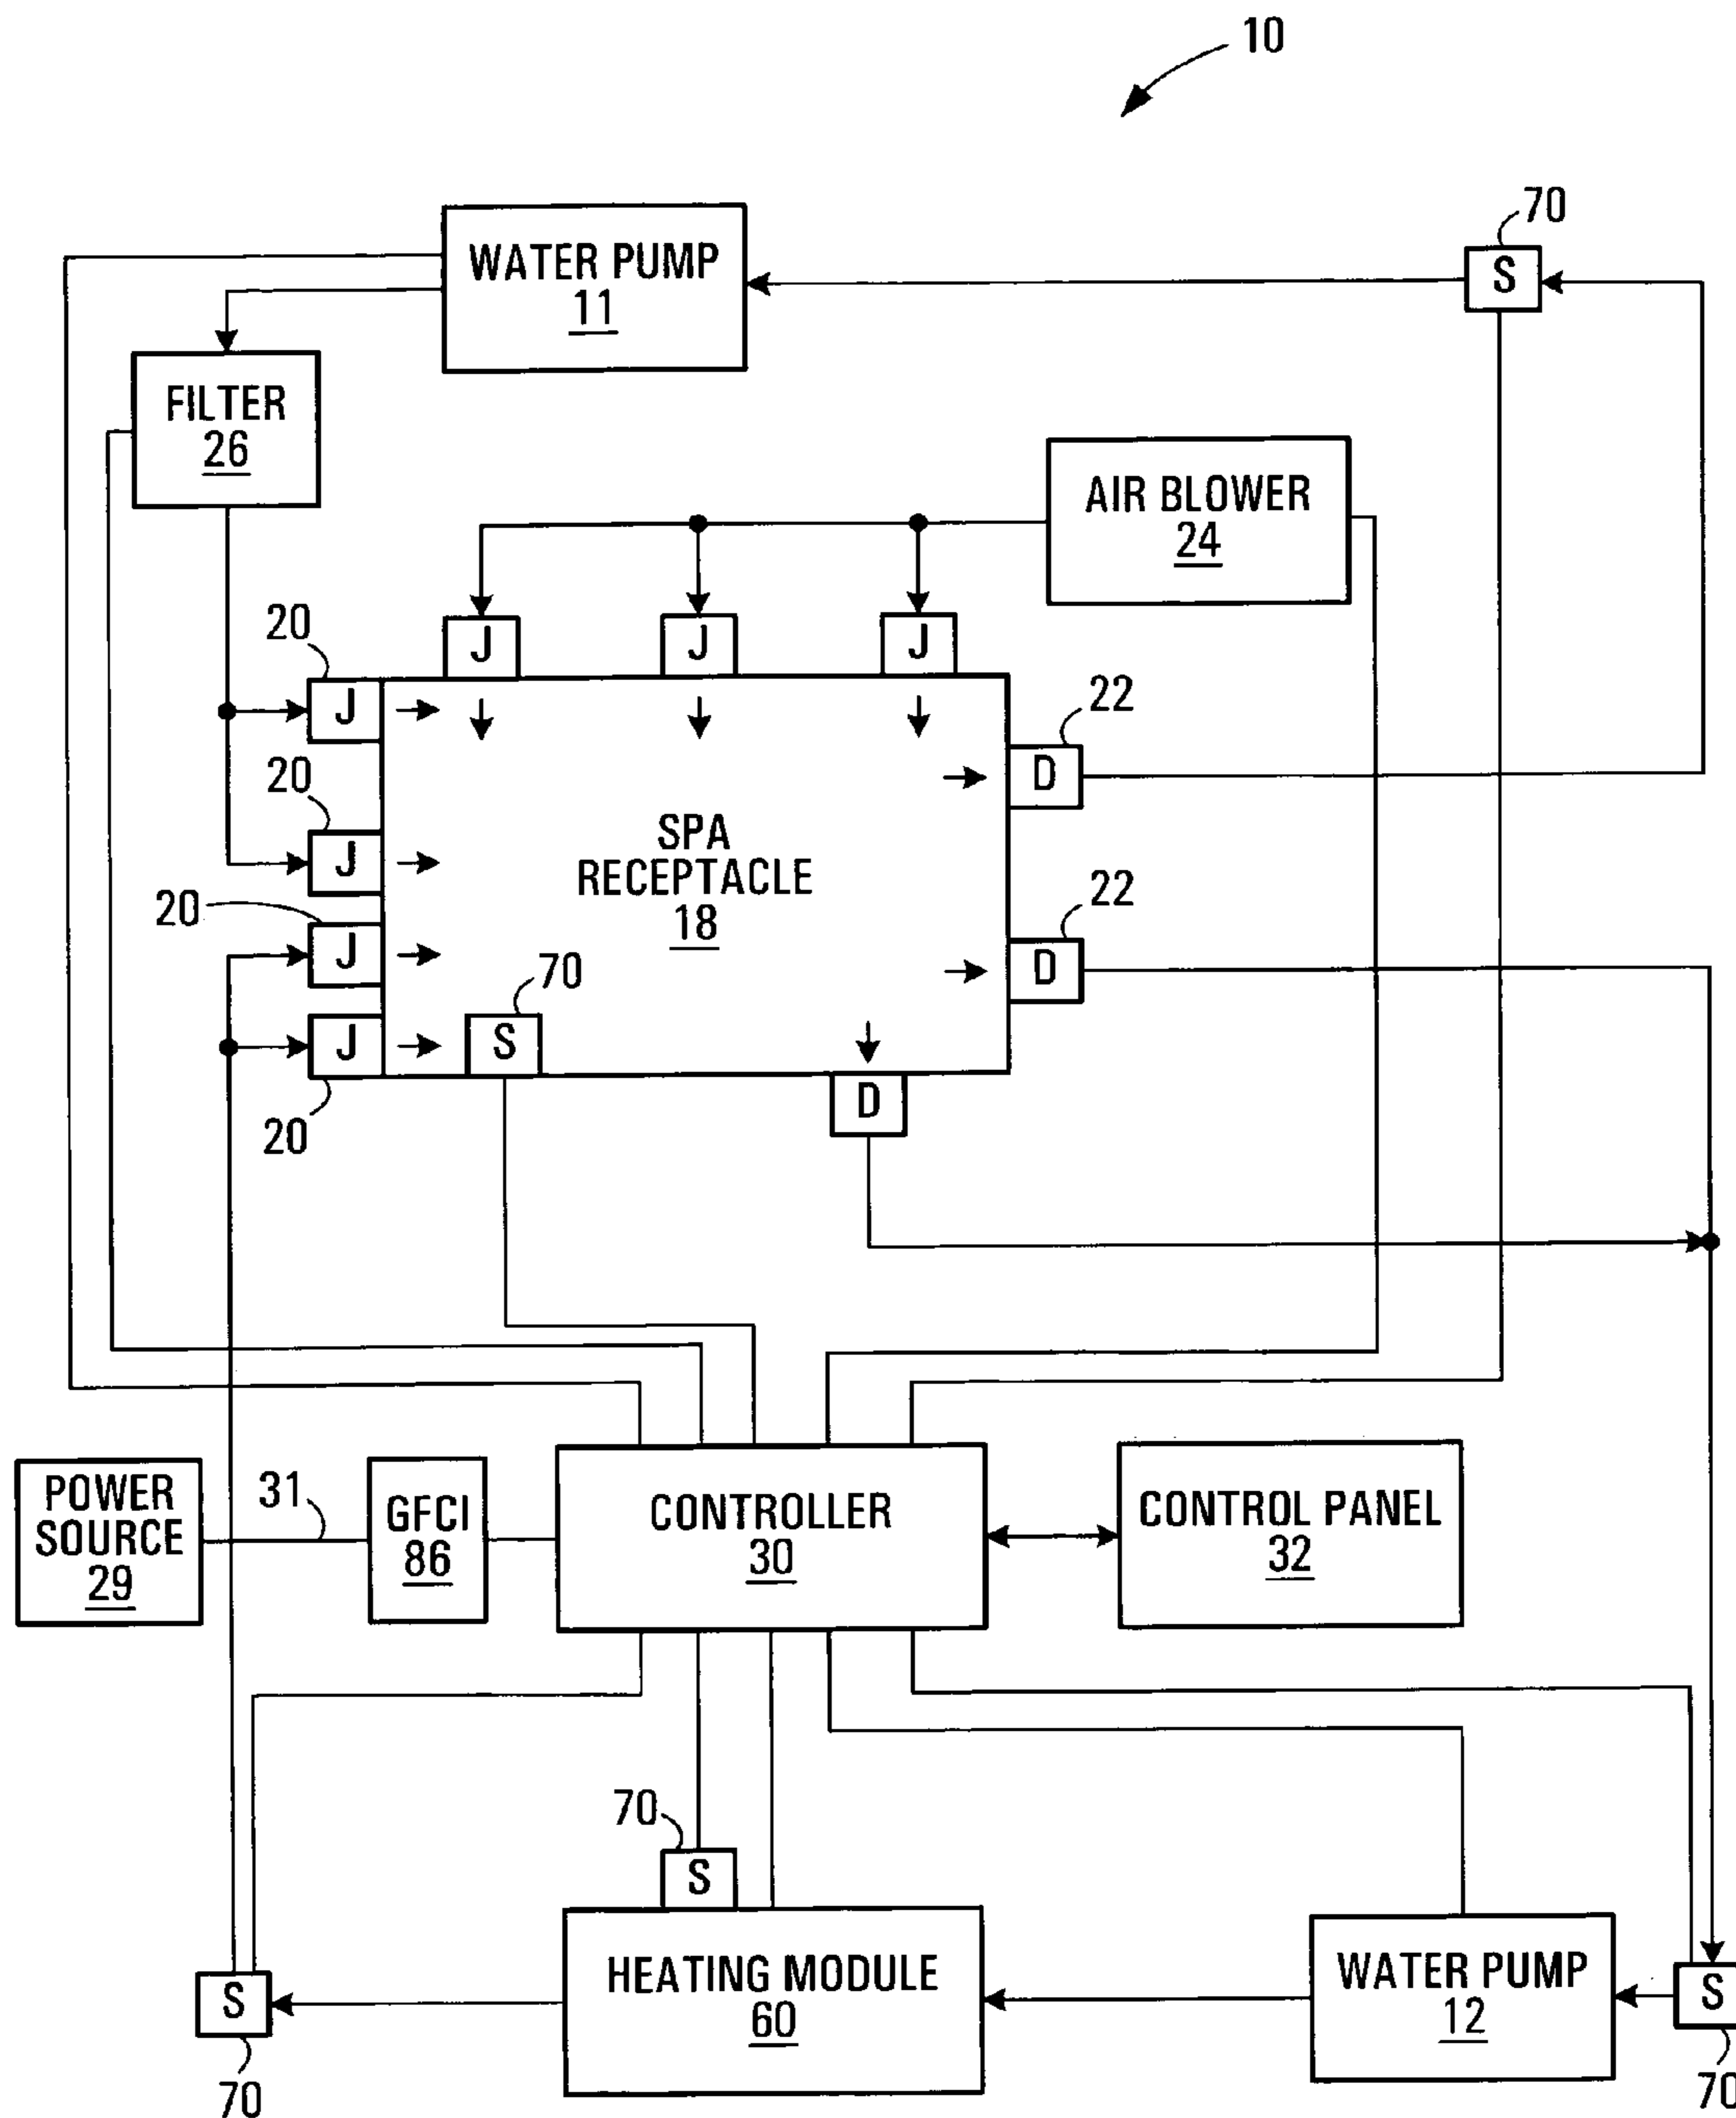 10
70
WATER PUMP
11
S
FILTER
26
AIR BLOWER
24
20
J
J
J
J
22
D
20
J
SPA
RECEPTACLE
18
20
J
22
D
70
J
S
20
D
POWER
SOURCE
29
31
GFCI
86
CONTROLLER
30
CONTROL PANEL
32
70
S
HEATING MODULE
60
WATER PUMP
12
S
S
70
70